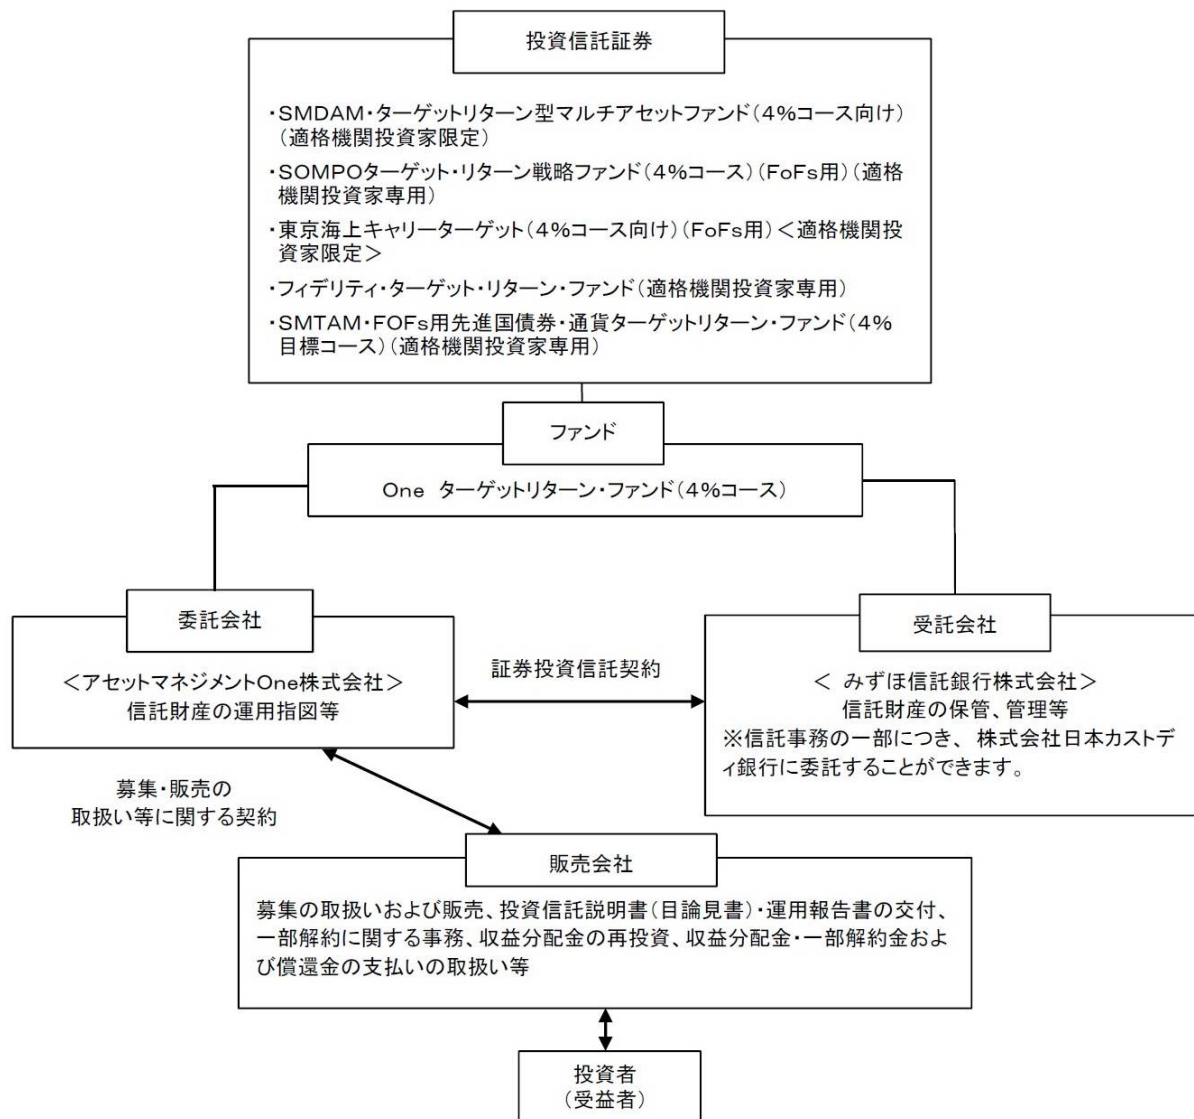 投資信託証券
・SMDAM・ターゲットリターン型マルチアセットファンド(4%コース向け)
(適格機関投資家限定)
・SOMPOターゲット・リターン戦略ファンド(4%コース)(FoFs用)(適格
機関投資家専用)
・東京海上キャリーターゲット(4%コース向け)(FoFs用)<適格機関投
資家限定>
・フィデリティ・ターゲット・リターン・ファンド(適格機関投資家専用)
・SMTAM・FOFs用先進国債券・通貨ターゲットリターン・ファンド(4%
目標コース)(適格機関投資家専用)
ファンド
One ターゲットリターン・ファンド(4%コース)
委託会社
<アセットマネジメントOne株式会社>
信託財産の運用指図等
証券投資信託契約
受託会社
< みずほ信託銀行株式会社>
信託財産の保管、管理等
※信託事務の一部につき、 株式会社日本カストデ
ィ銀行に委託することができます。
募集・販売の
取扱い等に関する契約
販売会社
募集の取扱いおよび販売、投資信託説明書(目論見書)・運用報告書の交付、
一部解約に関する事務、収益分配金の再投資、収益分配金・一部解約金およ
び償還金の支払いの取扱い等
投資者
(受益者)